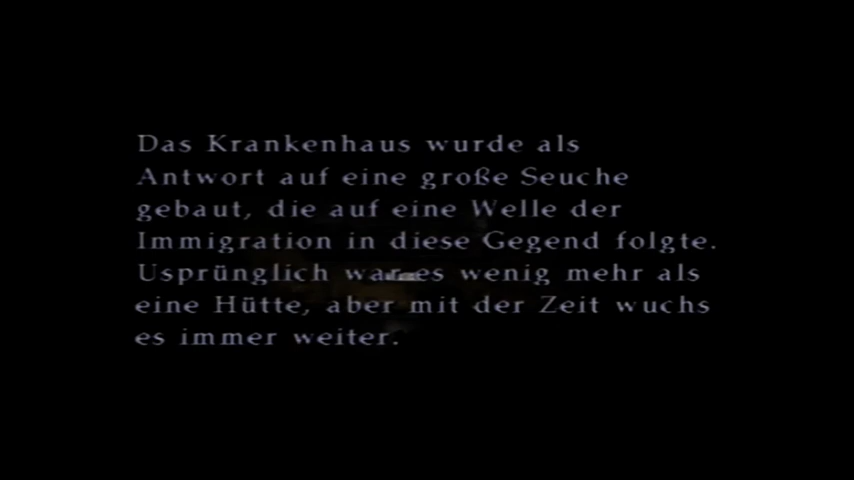 Das Krankenhaus wurde als
Antwort auf eine große Seuche
gebaut, die auf eine Welle der
Immigration in diese Gegend folgte.
Usprünglich war es wenig mehr als
eine Hütte, aber mit der Zeit wuchs
es immer weiter.